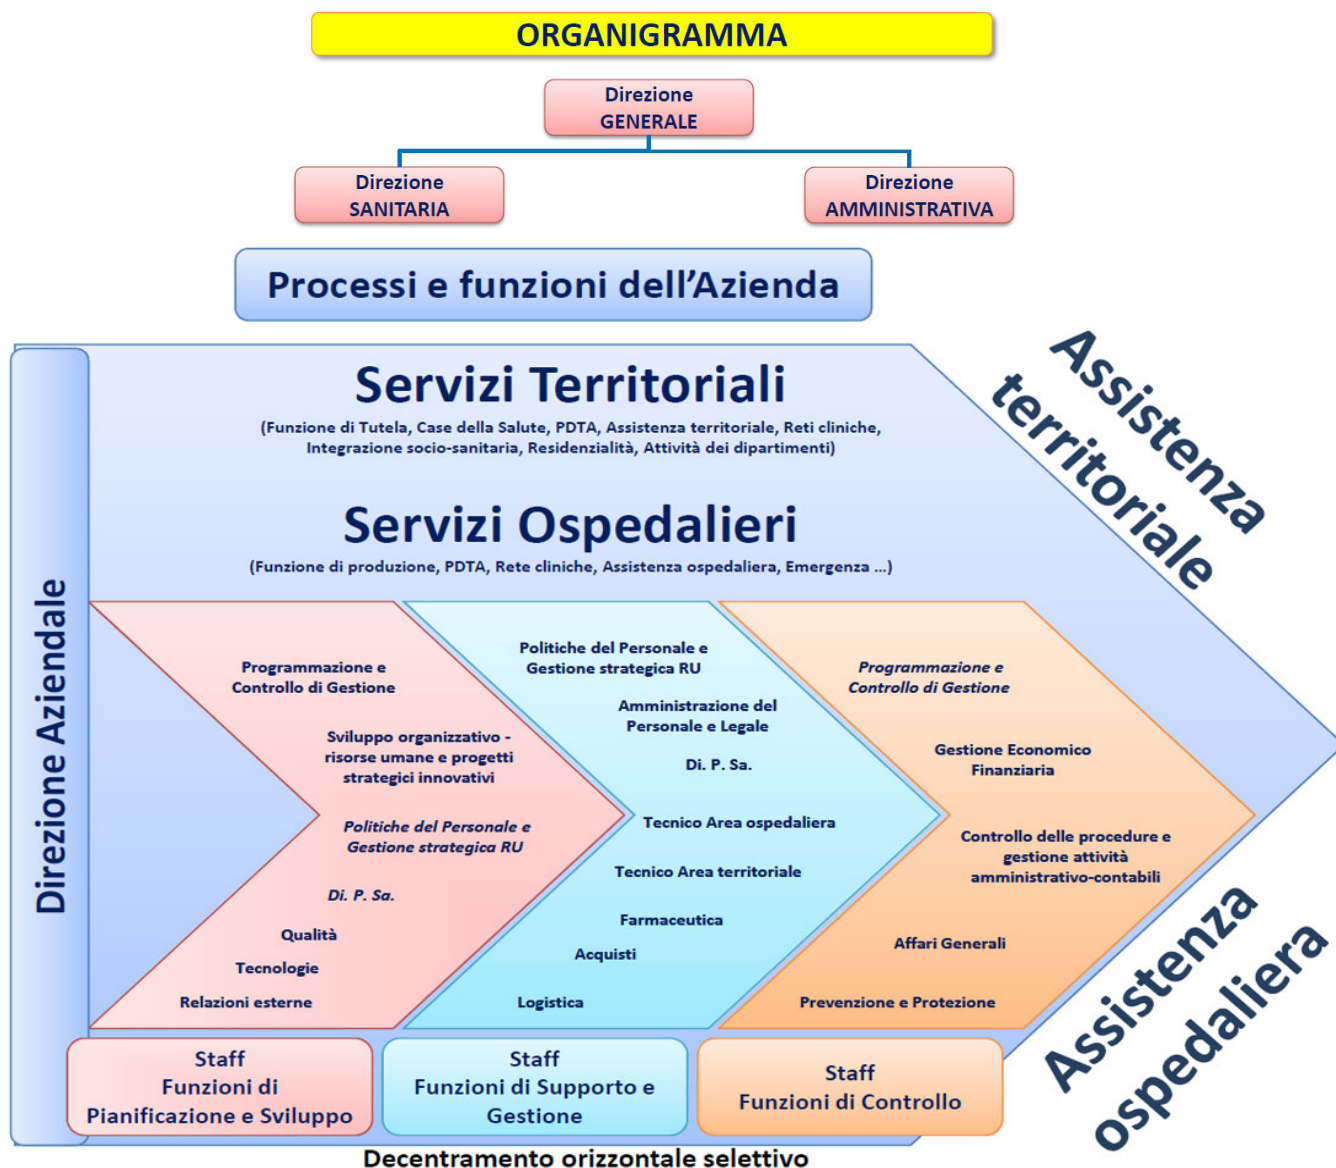 ORGANIGRAMMA
Direzione
GENERALE
Direzione
SANITARIA
Direzione
AMMINISTRATIVA
Processi e funzioni dell’Azienda
Direzione Aziendale
Servizi Territoriali
(Funzione di Tutela, Case della Salute, PDTA, Assistenza territoriale, Reti cliniche,
Integrazione socio-sanitaria, Residenzialità, Attività dei dipartimenti)
Servizi Ospedalieri
(Funzione di produzione, PDTA, Rete cliniche, Assistenza ospedaliera, Emergenza ...)
Assistenza
territoriale
Programmazione e
Controllo di Gestione
Sviluppo organizzativo -
risorse umane e progetti
strategici innovativi
Politiche del Personale e
Gestione strategica RU
Di. P. Sa.
Qualità
Tecnologie
Relazioni esterne
Politiche del Personale e
Gestione strategica RU
Amministrazione del
Personale e Legale
Di. P. Sa.
Tecnico Area ospedaliera
Tecnico Area territoriale
Farmaceutica
Acquisti
Logistica
Programmazione e
Controllo di Gestione
Gestione Economico
Finanziaria
Controllo delle procedure e
gestione attività
amministrativo-contabili
Affari Generali
Prevenzione e Protezione
Assistenza
ospedaliera
Staff
Funzioni di
Pianificazione e Sviluppo
Staff
Funzioni di Supporto e
Gestione
Staff
Funzioni di Controllo
Decentramento orizzontale selettivo